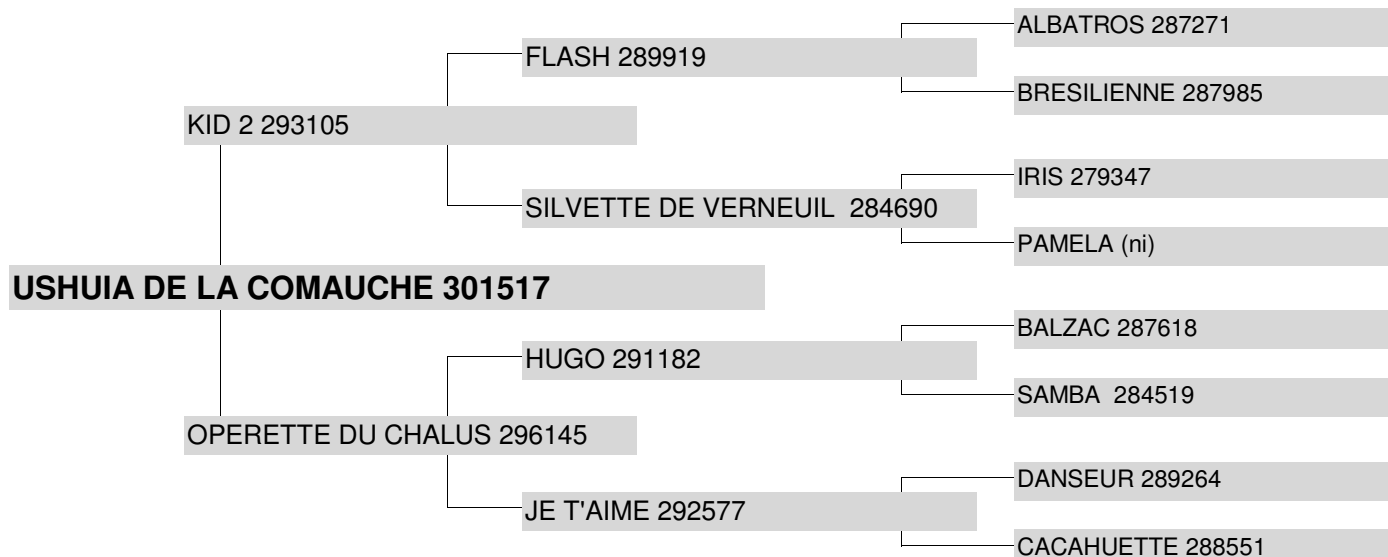 ALBATROS 287271
FLASH 289919
BRESILIENNE 287985
KID 2 293105
IRIS 279347
SILVETTE DE VERNEUIL 284690
PAMELA (ni)
USHUIA DE LA COMAUCHE 301517
BALZAC 287618
HUGO 291182
SAMBA 284519
OPERETTE DU CHALUS 296145
DANSEUR 289264
JE T'AIME 292577
CACAHUETTE 288551